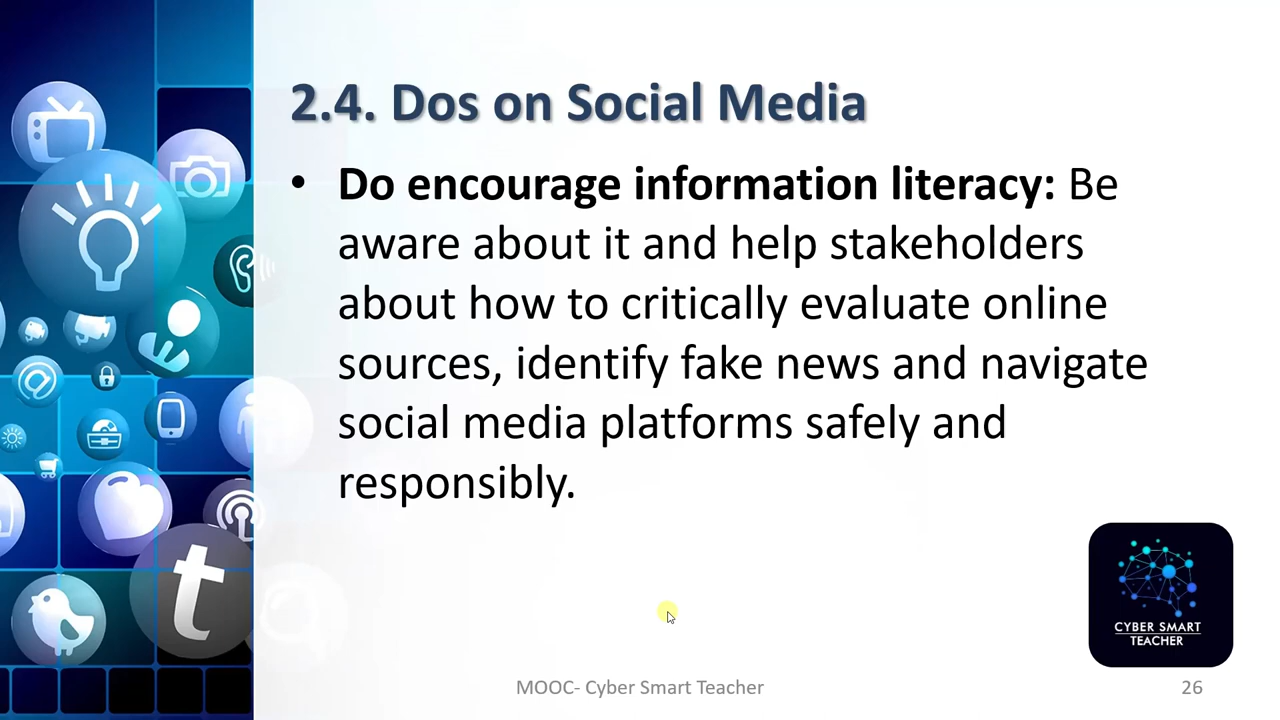 2.4. Dos on Social Media
• Do encourage information literacy: Be
aware about it and help stakeholders
about how to critically evaluate online
sources, identify fake news and navigate
social media platforms safely and
responsibly.
t
CYBER SMART
TEACHER
MOOC- Cyber Smart Teacher
26